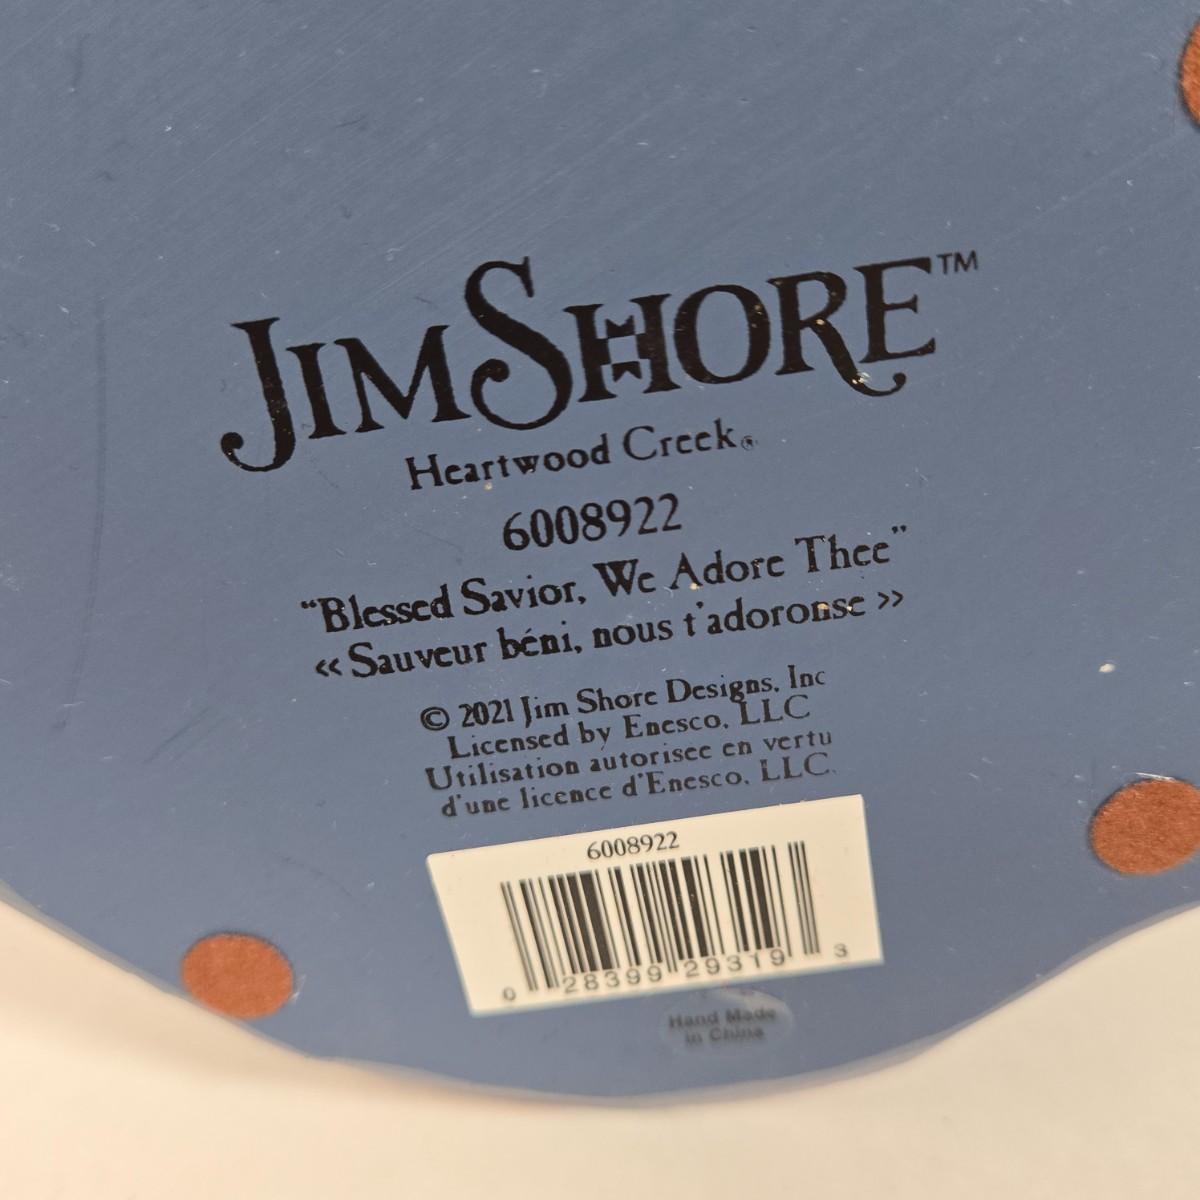 JIM SHORE™
Heartwood Creek®
6008922
“Blessed Savior, We Adore Thee”
« Sauveur béni, nous t'adoronse »
© 2021 Jim Shore Designs, Inc
Licensed by Enesco, LLC
Utilisation autorisee en vertu
d'une licence d'Enesco, LLC.
6008922
0 28399 29319 3
Hand Made
in China